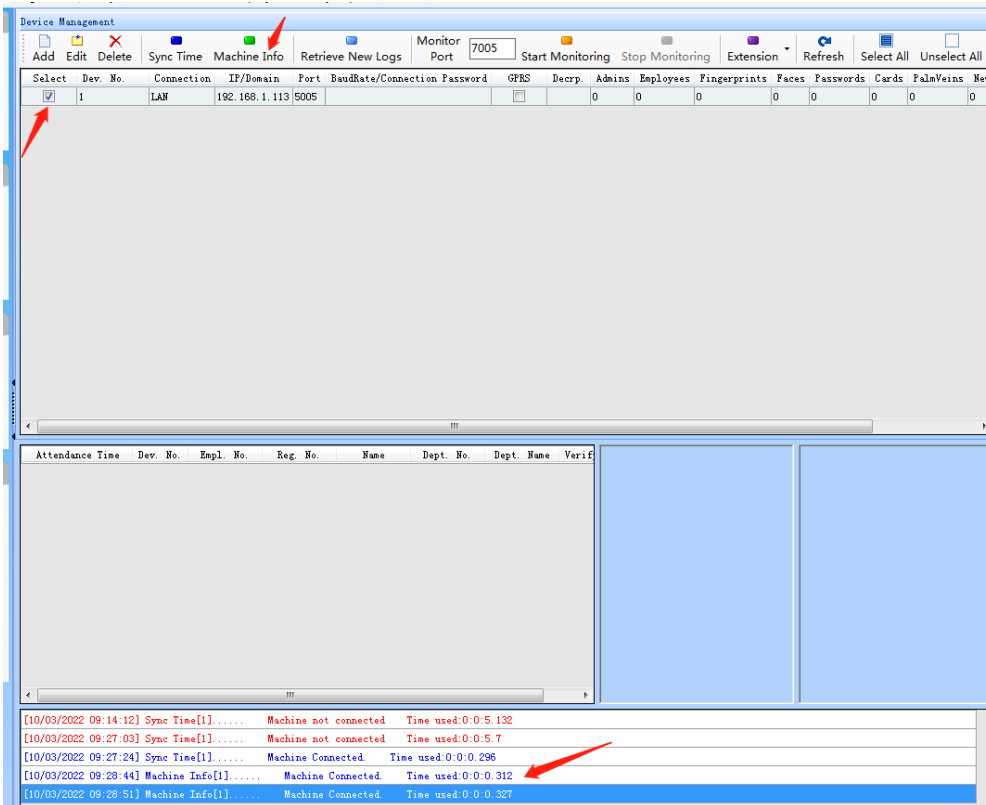 Device Management
Add Edit Delete Sync Time Machine Info Retrieve New Logs Monitor Port 7005 Start Monitoring Stop Monitoring Extension Refresh Select All Unselect All
Select Dev. No. Connection IP/Domain Port BaudRate/Connection Password GPRS Decrp. Admins Employees Fingerprints Faces Passwords Cards PalmVeins
1 LAN 192.168.1.113 5005 0 0 0 0 0 0 0 0
Attendance Time Dev. No. Empl. No. Reg. No. Name Dept. No. Dept. Name Verif
[10/03/2022 09:14:12] Sync Time[1]...... Machine not connected Time used:0:0:5.132
[10/03/2022 09:27:03] Sync Time[1]...... Machine not connected Time used:0:0:5.7
[10/03/2022 09:27:24] Sync Time[1]...... Machine Connected. Time used:0:0:0.296
[10/03/2022 09:28:44] Machine Info[1]...... Machine Connected. Time used:0:0:0.312
[10/03/2022 09:28:51] Machine Info[1]...... Machine Connected. Time used:0:0:0.327